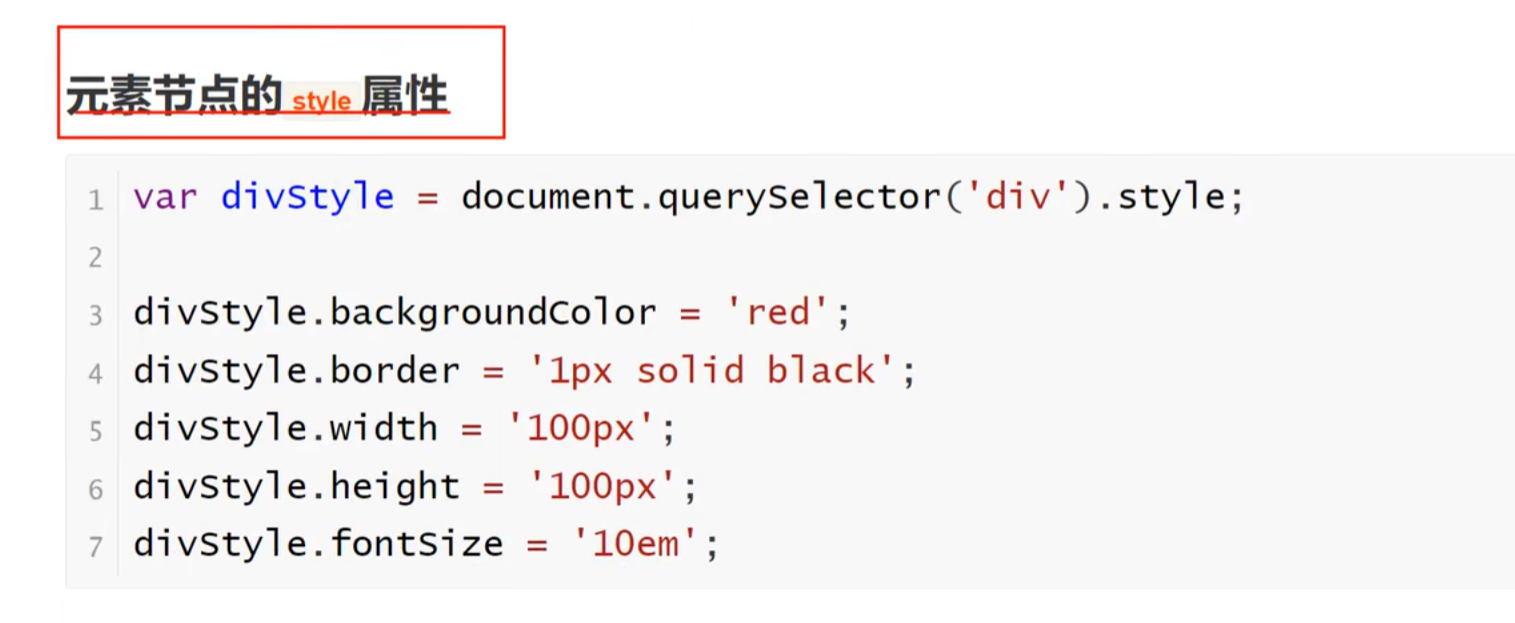 元素节点的 style 属性
1 var divStyle = document.querySelector('div').style;
2
3 divStyle.backgroundColor = 'red';
4 divStyle.border = '1px solid black';
5 divStyle.width = '100px';
6 divStyle.height = '100px';
7 divStyle.fontSize = '10em';